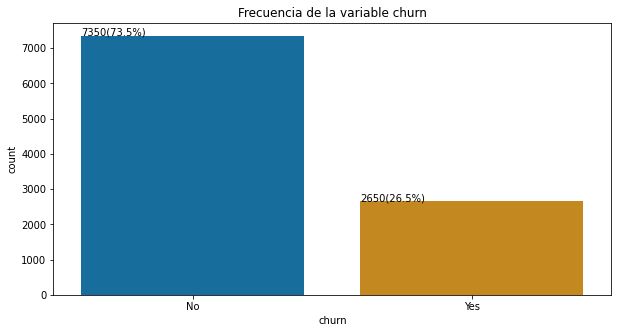 Frecuencia de la variable churn
7350(73.5%)
2650(26.5%)
count
7000
6000
5000
4000
3000
2000
1000
0
No
Yes
churn